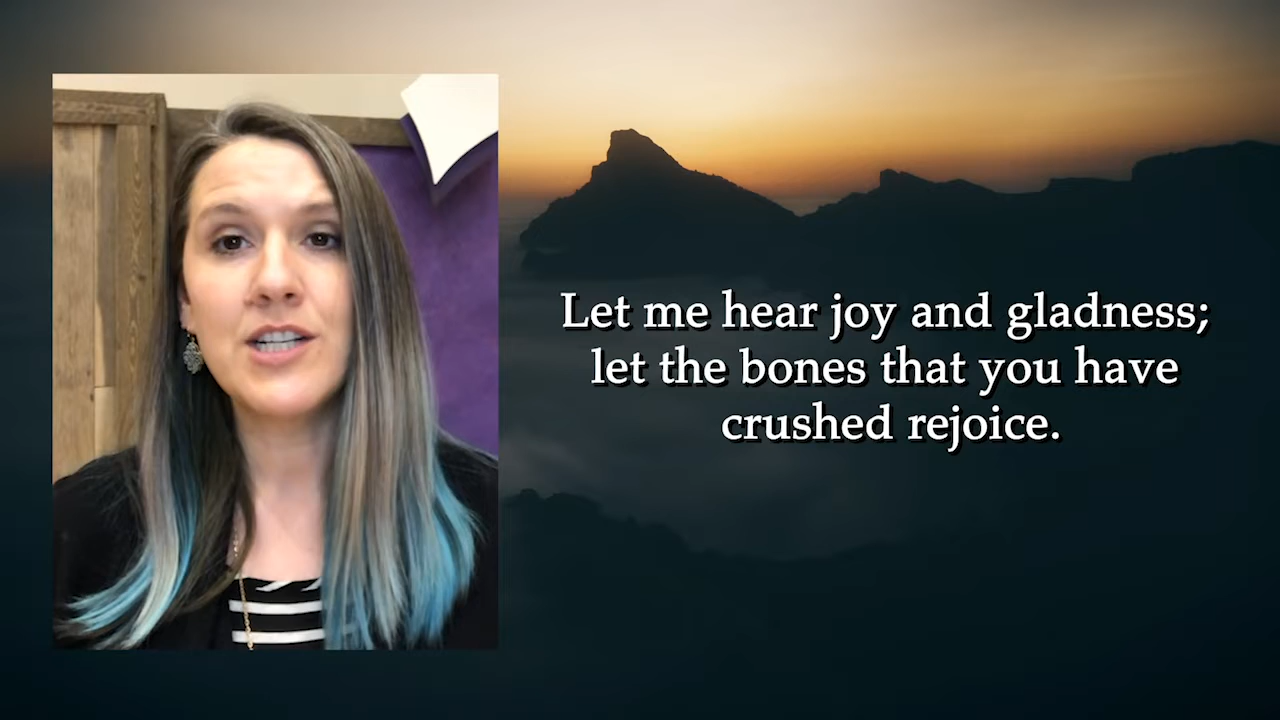 Let me hear joy and gladness;
let the bones that you have
crushed rejoice.